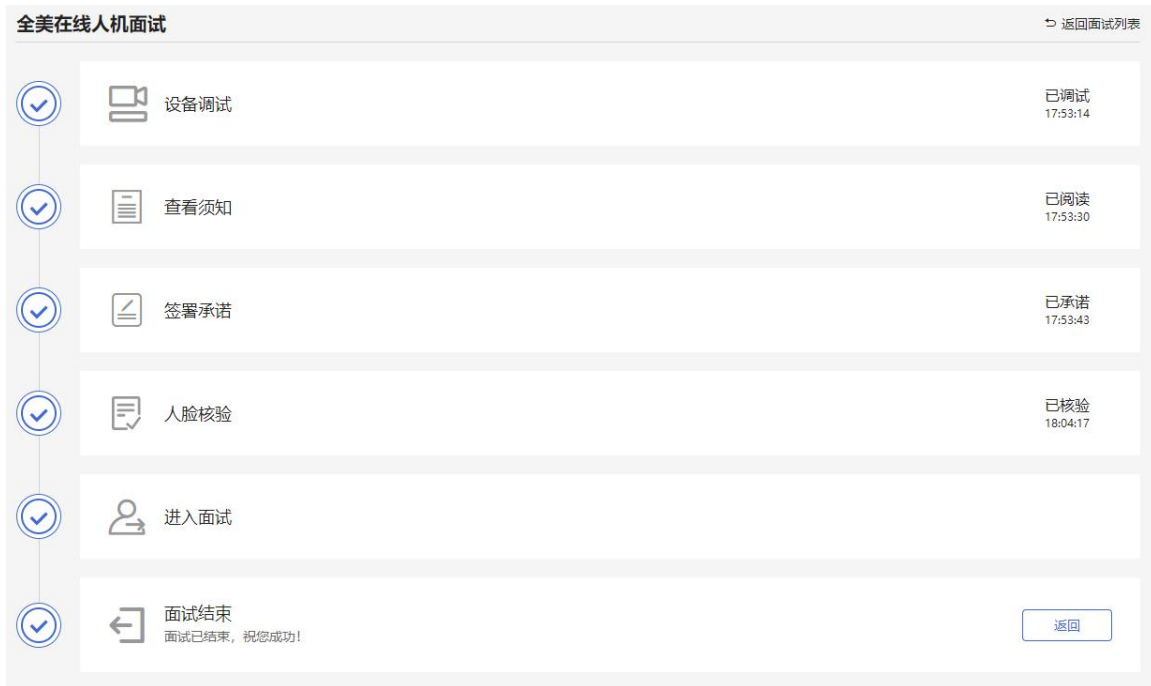 全美在线人机面试
返回面试列表
设备调试
已调试
17:53:14
查看须知
已阅读
17:53:30
签署承诺
已承诺
17:53:43
人脸核验
已核验
18:04:17
进入面试
面试结束
面试已结束，祝您成功！
返回